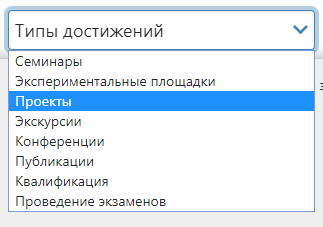 Типы достижений
Семинары
Экспериментальные площадки
Проекты
Экскурсии
Конференции
Публикации
Квалификация
Проведение экзаменов